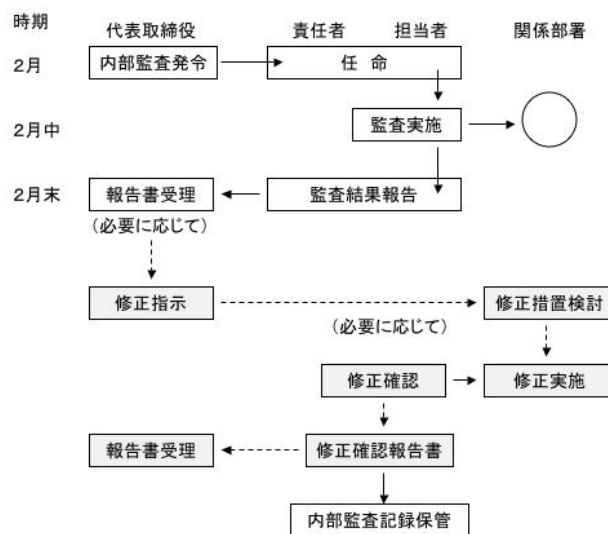 時期
代表取締役 責任者 担当者 関係部署
2月 内部監査発令 任 命
2月中 監査実施
2月末 報告書受理 監査結果報告
(必要に応じて)
修正指示 修正措置検討
(必要に応じて)
修正確認 修正実施
報告書受理 修正確認報告書
内部監査記録保管